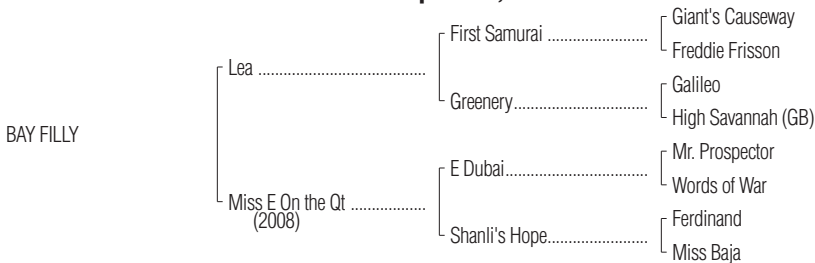 Giant's Causeway
First Samurai ........................
Freddie Frisson
Lea ........................................
Galileo
Greenery................................
High Savannah (GB)
BAY FILLY
Mr. Prospector
E Dubai..................................
Words of War
Miss E On the Qt ..................
(2008)
Ferdinand
Shanli's Hope........................
Miss Baja